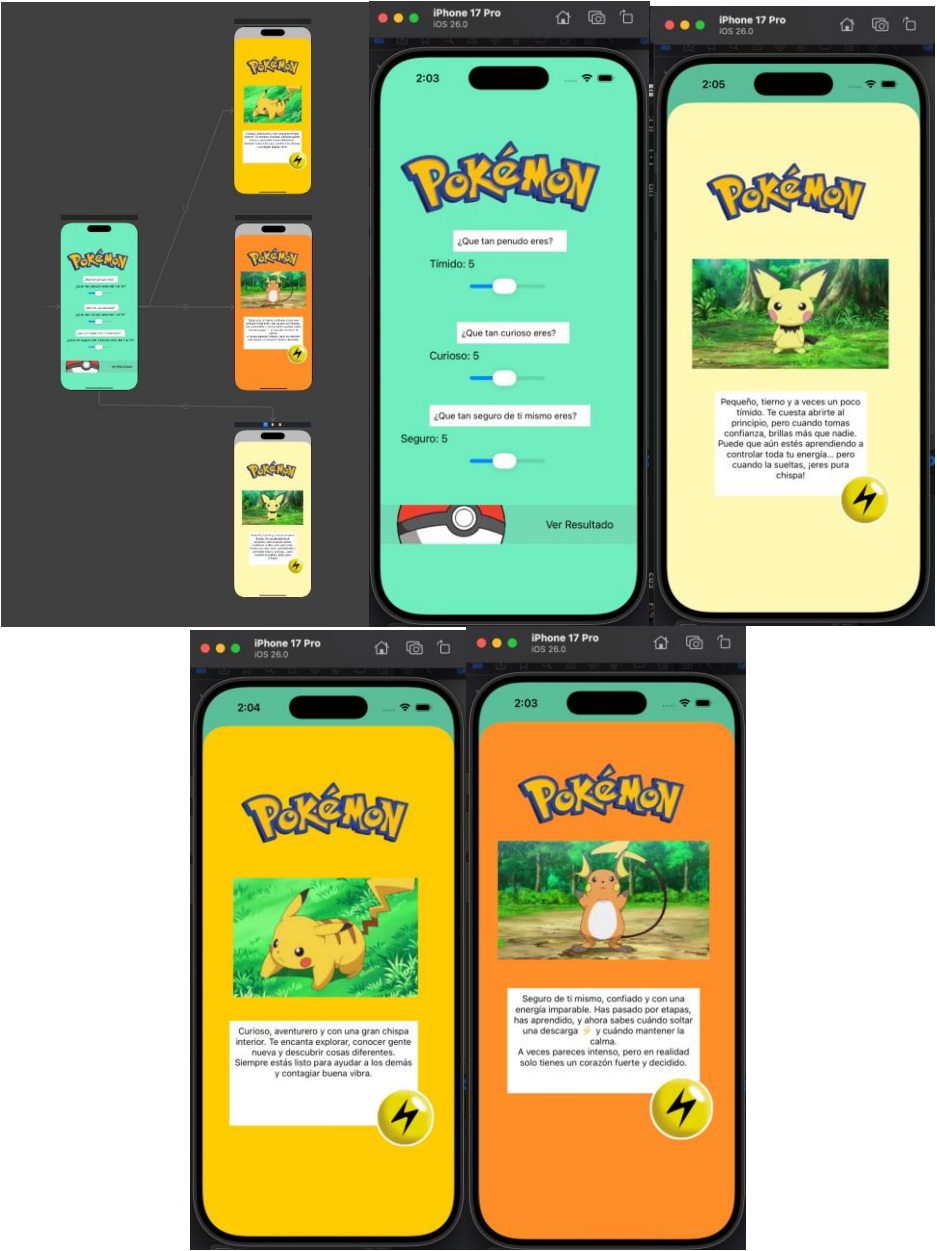 POKéMON
POKéMON
POKéMON
POKéMON
iPhone 17 Pro
iOS 26.0
2:03
POKéMON
¿Que tan penudo eres?
Tímido: 5
¿Que tan curioso eres?
Curioso: 5
¿Que tan seguro de ti mismo eres?
Seguro: 5
Ver Resultado
iPhone 17 Pro
iOS 26.0
2:05
POKéMON
Pequeño, tierno y a veces un poco
tímido. Te cuesta abrirte al
principio, pero cuando tomas
confianza, brillas más que nadie.
Puede que aún estés aprendiendo a
controlar toda tu energía... pero
cuando la sueltas, ¡eres pura
chispa!
iPhone 17 Pro
iOS 26.0
2:04
POKéMON
Curioso, aventurero y con una gran chispa
interior. Te encanta explorar, conocer gente
nueva y descubrir cosas diferentes.
Siempre estás listo para ayudar a los demás
y contagiar buena vibra.
iPhone 17 Pro
iOS 26.0
2:03
POKéMON
Seguro de ti mismo, confiado y con una
energía imparable. Has pasado por etapas,
has aprendido, y ahora sabes cuándo soltar
una descarga ⚡ y cuándo mantener la
calma.
A veces pareces intenso, pero en realidad
solo tienes un corazón fuerte y decidido.